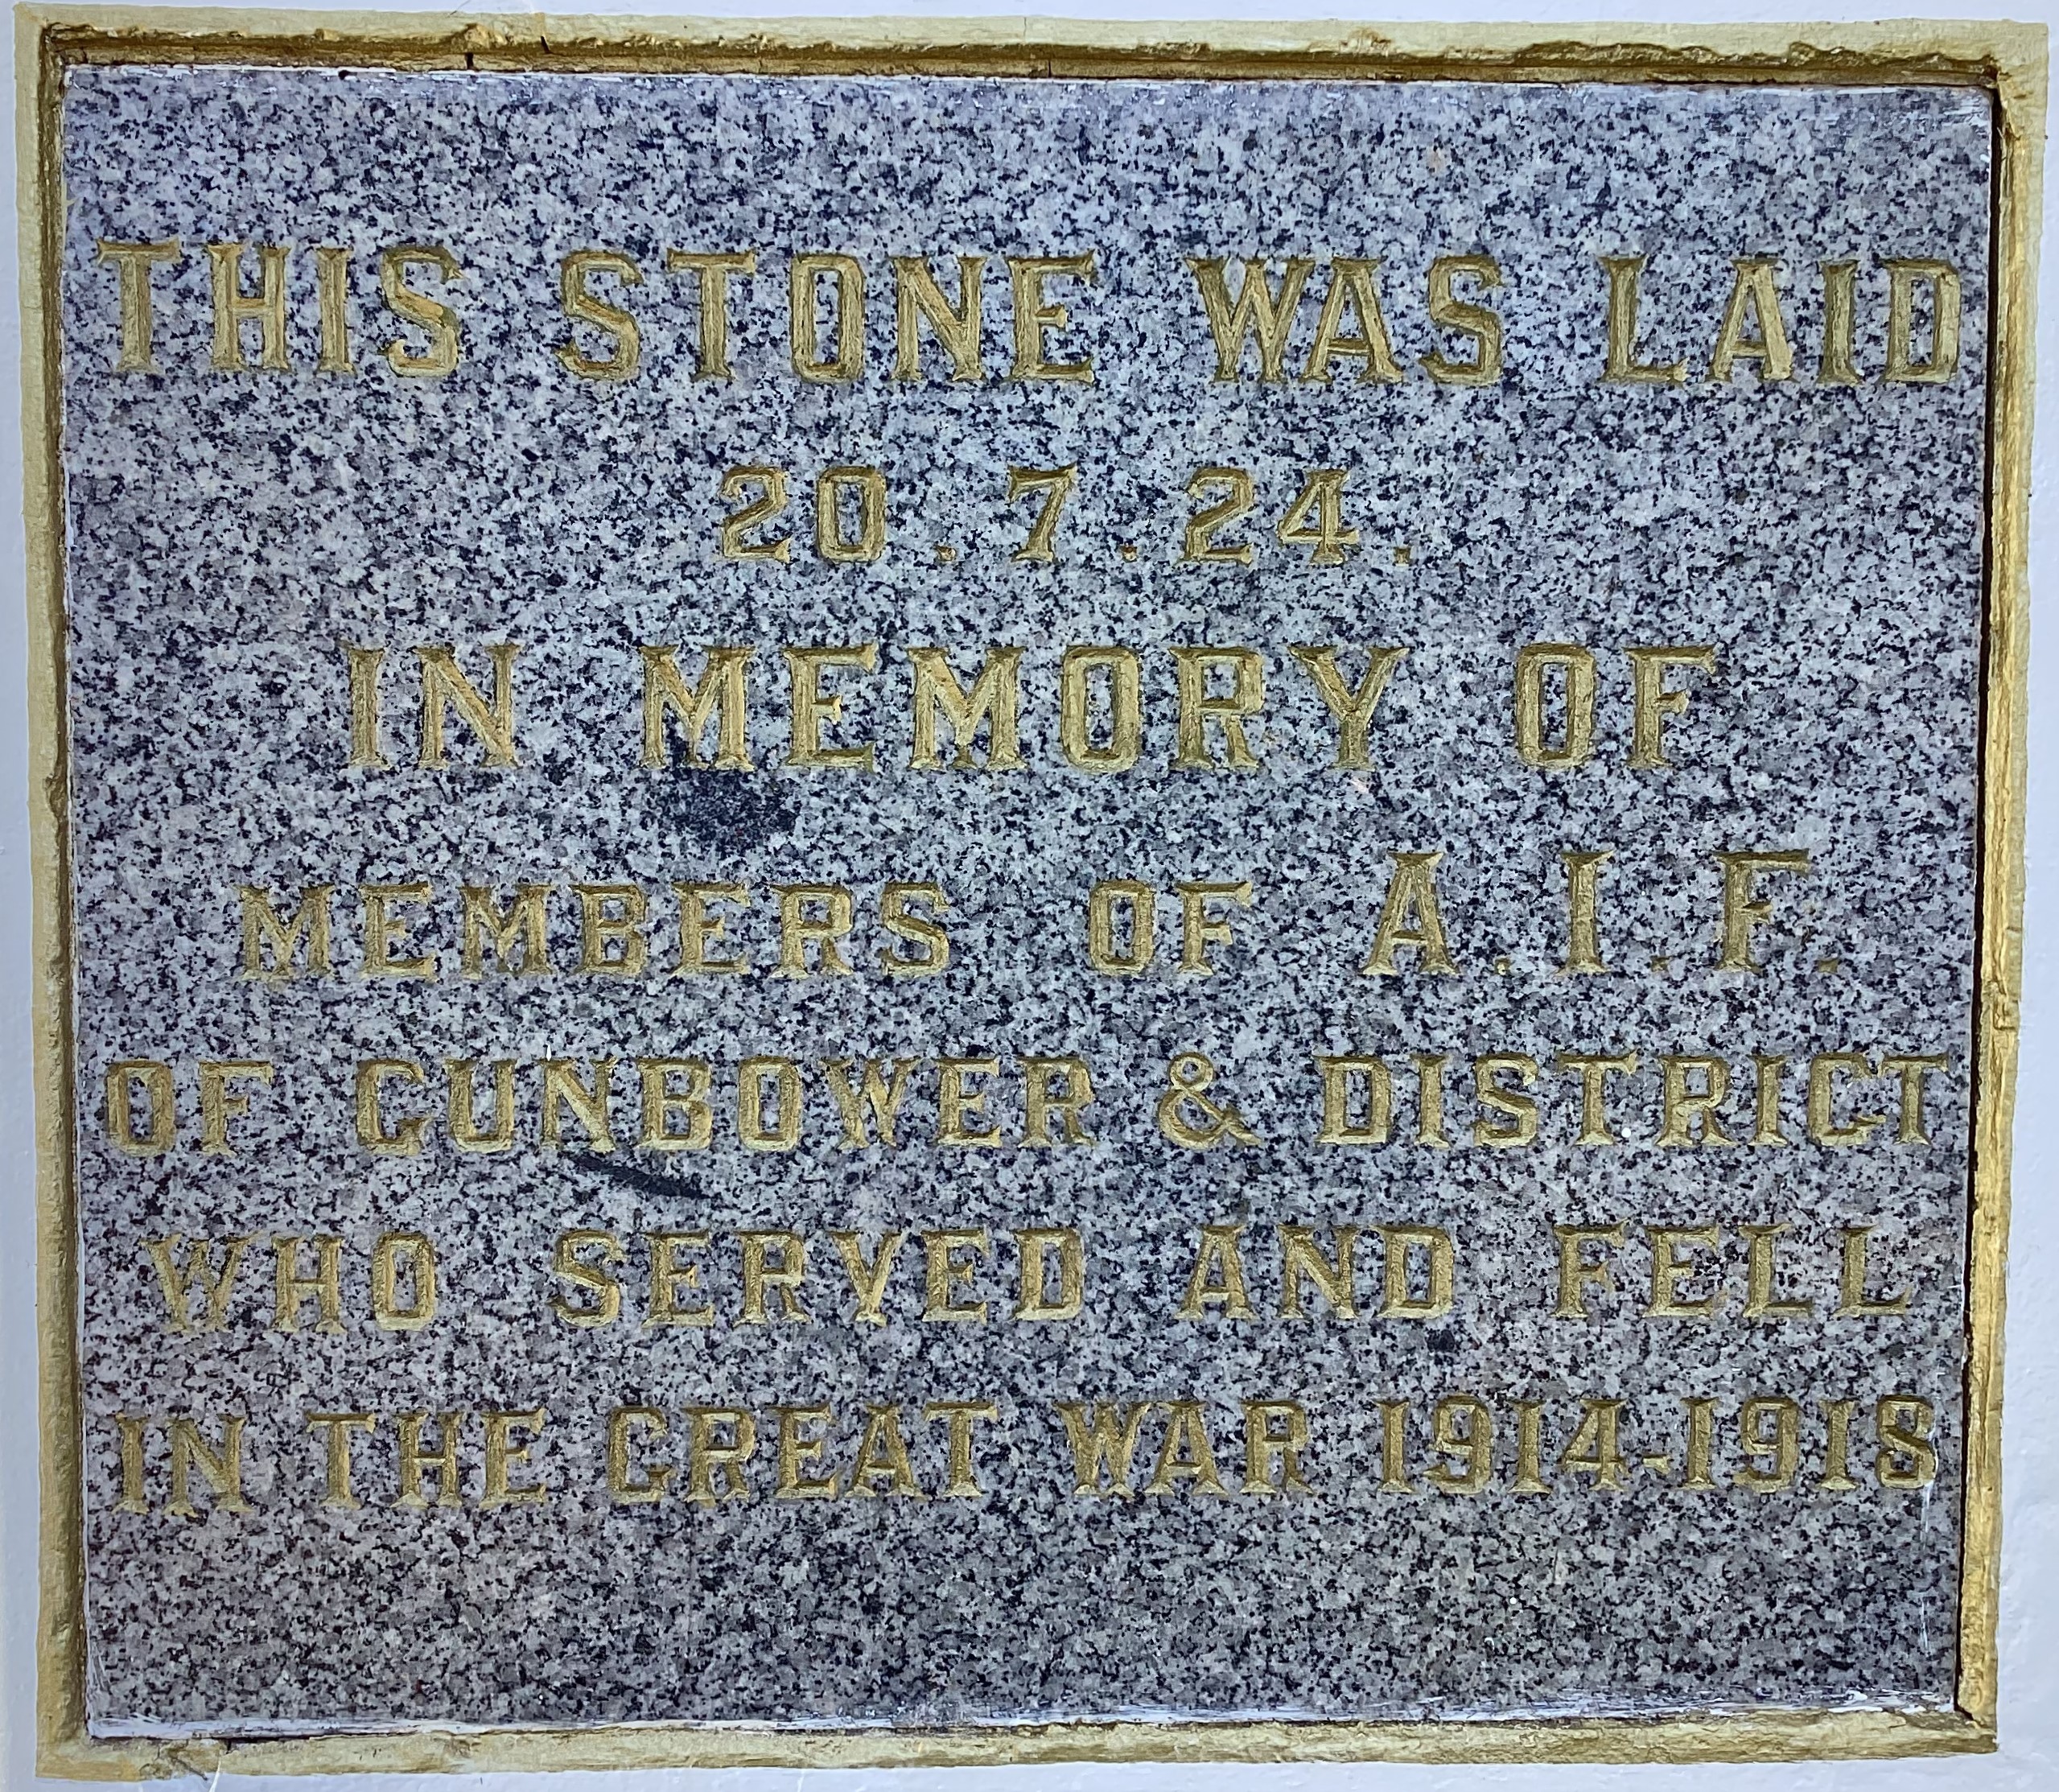 THIS STONE WAS LAID
20.7.24.
IN MEMORY OF
MEMBERS OF A.I.F.
OF GUNBOWER & DISTRICT
WHO SERVED AND FELL
IN THE GREAT WAR 1914-1918